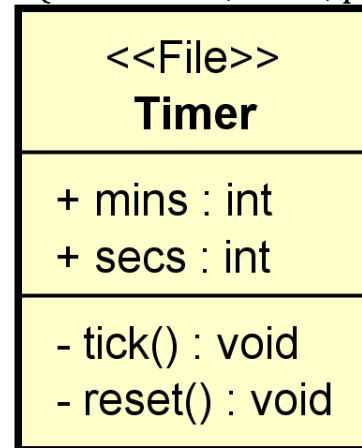 <<File>>
Timer
+ mins : int
+ secs : int
- tick() : void
- reset() : void